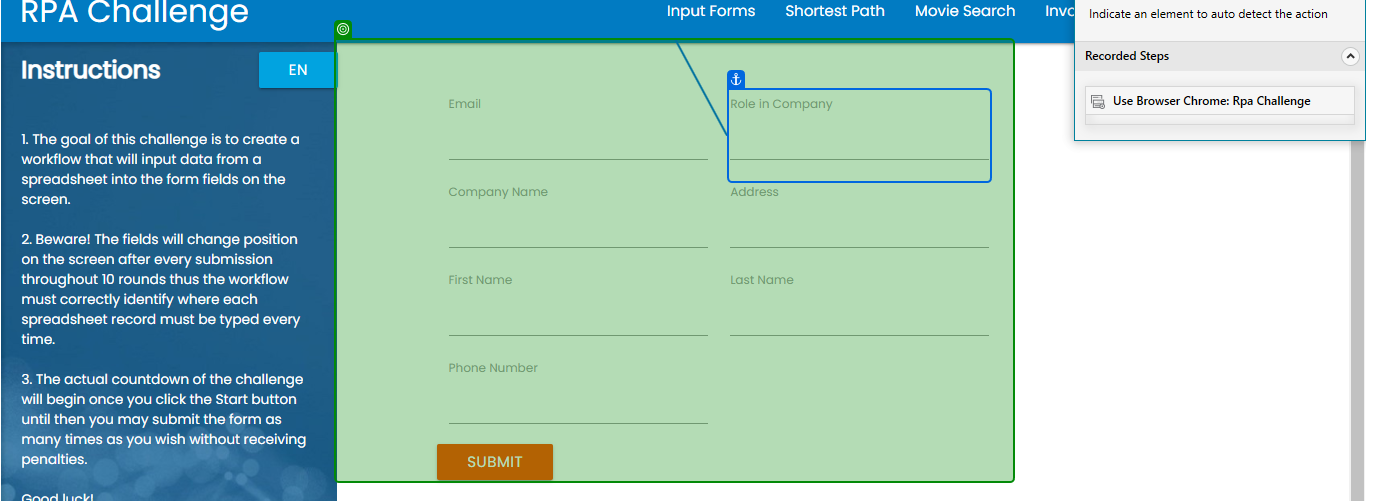 RPA Challenge
Input Forms
Shortest Path
Movie Search
Indicate an element to auto detect the action
Recorded Steps
Use Browser Chrome: Rpa Challenge
Instructions
EN
1. The goal of this challenge is to create a
workflow that will input data from a
spreadsheet into the form fields on the
screen.
2. Beware! The fields will change position
on the screen after every submission
throughout 10 rounds thus the workflow
must correctly identify where each
spreadsheet record must be typed every
time.
3. The actual countdown of the challenge
will begin once you click the Start button
until then you may submit the form as
many times as you wish without receiving
penalties.
Good luck!
Email
Role in Company
Company Name
Address
First Name
Last Name
Phone Number
SUBMIT